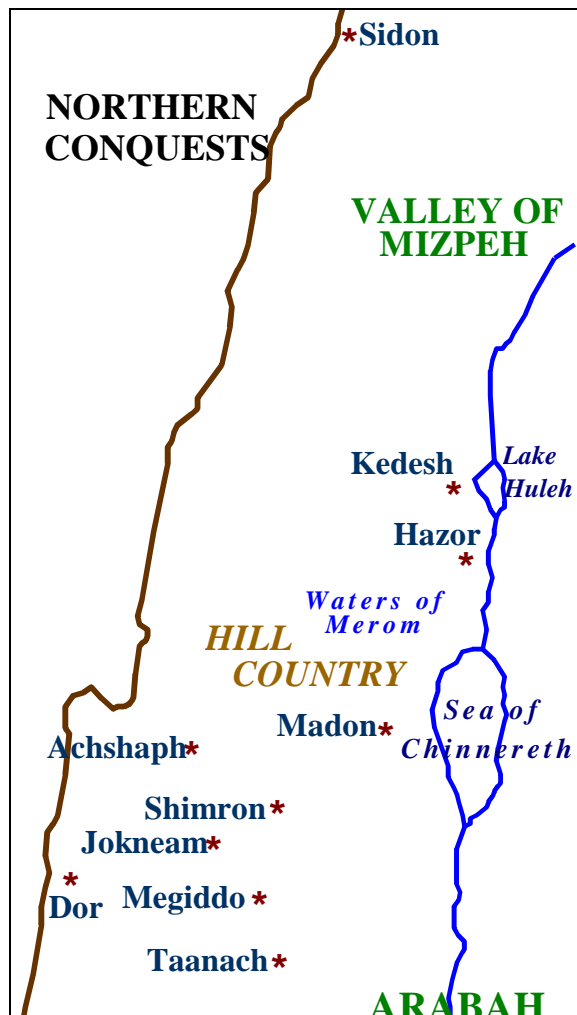 *Sidon
NORTHERN
CONQUESTS
VALLEY OF
MIZPEH
Kedesh
*
Lake
Huleh
Hazor
*
Waters of
Merom
HILL
COUNTRY
Madon*
Sea of
Chinnereth
Achshaph*
Shimron*
Jokneam*
*
Dor
Megiddo*
Taanach*
ARABAH